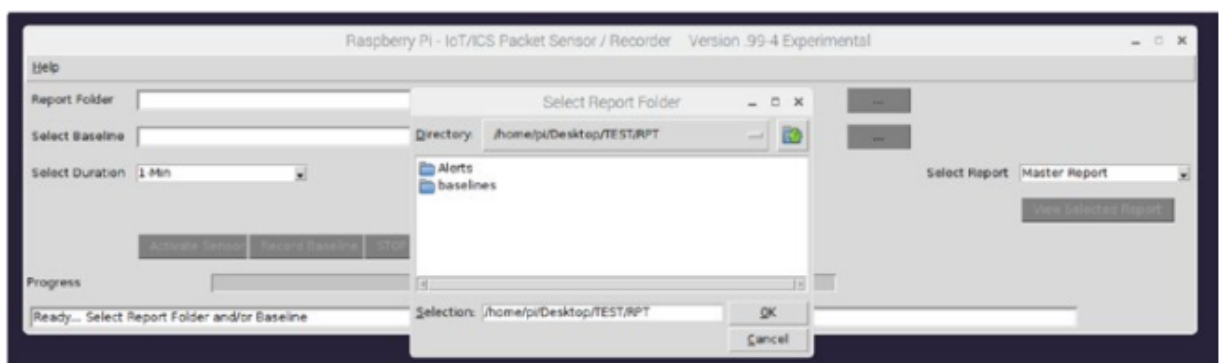 Raspberry Pi - IoT/ICS Packet Sensor / Recorder Version .99-4 Experimental
Help
Report Folder
...
Select Baseline
...
Select Duration 1-Min
Select Report Master Report
View Selected Report
Activate Sensor Record Baseline STOP
Progress
Ready... Select Report Folder and/or Baseline
Select Report Folder
Directory: /home/pi/Desktop/TEST/RPT
Alerts
baselines
Selection: /home/pi/Desktop/TEST/RPT OK
Cancel